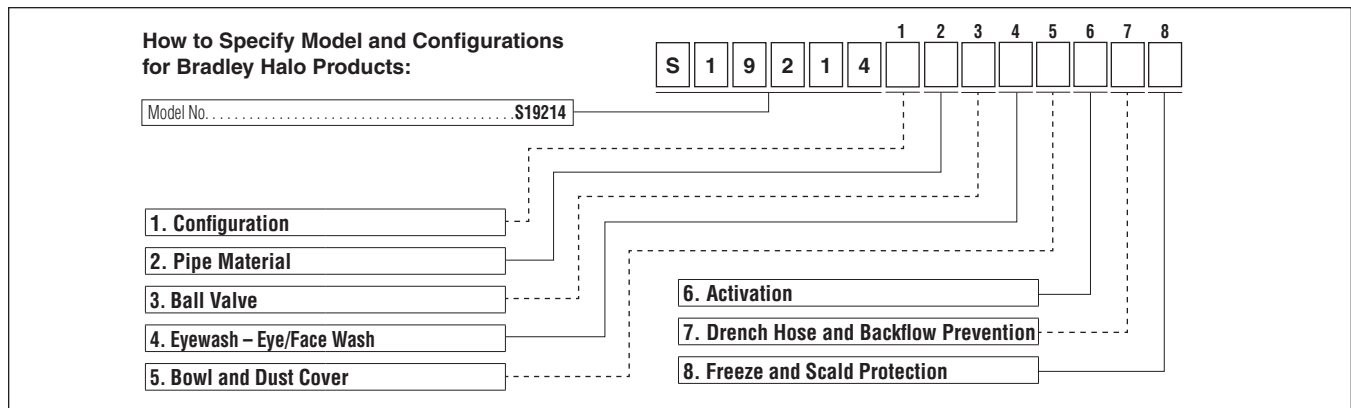 How to Specify Model and Configurations
for Bradley Halo Products:
1 2 3 4 5 6 7 8
S 1 9 2 1 4
Model No. . . . . . . . . . . . . . . . . . . . . . . . . . . . . . . . . . . . . . . . . .S19214
1. Configuration
2. Pipe Material
3. Ball Valve
4. Eyewash – Eye/Face Wash
5. Bowl and Dust Cover
6. Activation
7. Drench Hose and Backflow Prevention
8. Freeze and Scald Protection